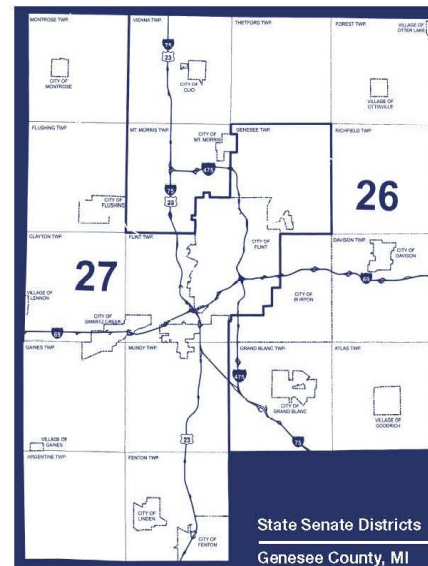 MONTROSE TWP.
VIENNA TWP.
THETFORD TWP.
FOREST TWP.
VILLAGE OF
OTTER LAKE
75
23
CITY OF
MONTROSE
CITY OF
CLIO
VILLAGE OF
OTISVILLE
FLUSHING TWP.
MT MORRIS TWP.
CITY OF
MT MORRIS
GENESEE TWP.
RICHFIELD TWP.
475
75
23
26
CITY OF
FLUSHING
CLAYTON TWP.
FLINT TWP.
CITY OF
FLINT
DAVISON TWP.
CITY OF
DAVISON
27
69
VILLAGE OF
LENNON
CITY OF
BURTON
CITY OF
SWARTZ CREEK
69
GAINES TWP.
MUNDY TWP.
GRAND BLANC TWP.
ATLAS TWP.
475
CITY OF
GRAND BLANC
VILLAGE OF
GOODRICH
VILLAGE OF
GAINES
23
75
ARGENTINE TWP.
FENTON TWP.
CITY OF
LINDEN
CITY OF
FENTON
State Senate Districts
Genesee County, MI